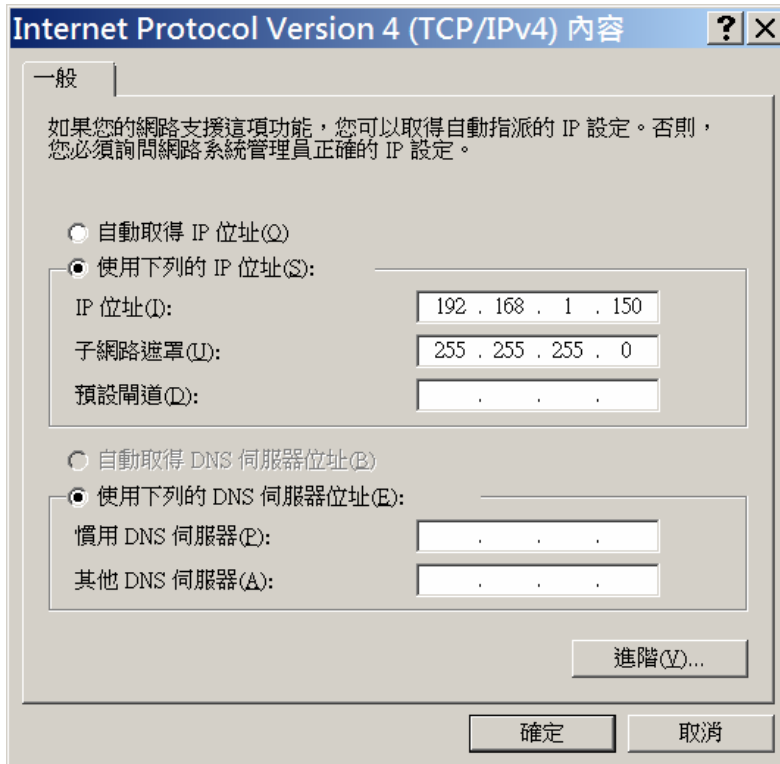 Internet Protocol Version 4 (TCP/IPv4) 內容
一般
如果您的網路支援這項功能，您可以取得自動指派的 IP 設定。否則，
您必須詢問網路系統管理員正確的 IP 設定。
自動取得 IP 位址(O)
使用下列的 IP 位址(S):
IP 位址(I): 192 . 168 . 1 . 150
子網路遮罩(U): 255 . 255 . 255 . 0
預設閘道(D): . . .
自動取得 DNS 伺服器位址(B)
使用下列的 DNS 伺服器位址(E):
慣用 DNS 伺服器(P): . . .
其他 DNS 伺服器(A): . . .
進階(V)...
確定 取消